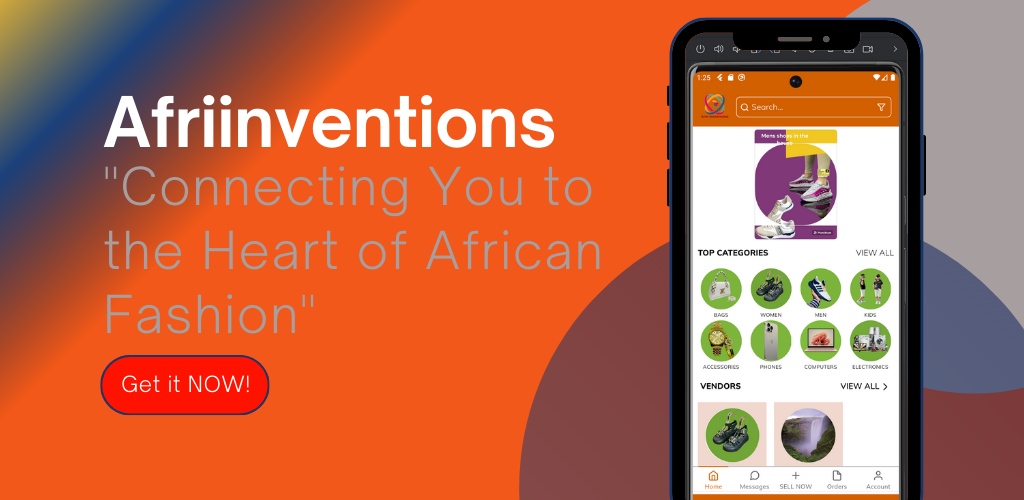 Afriinventions
"Connecting You to
the Heart of African
Fashion"
Get it NOW!
1:25
Search...
Mens shoes in the
house
TOP CATEGORIES
VIEW ALL
BAGS
WOMEN
MEN
KIDS
ACCESSORIES
PHONES
COMPUTERS
ELECTRONICS
VENDORS
VIEW ALL
Home
Messages
SELL NOW
Orders
Account